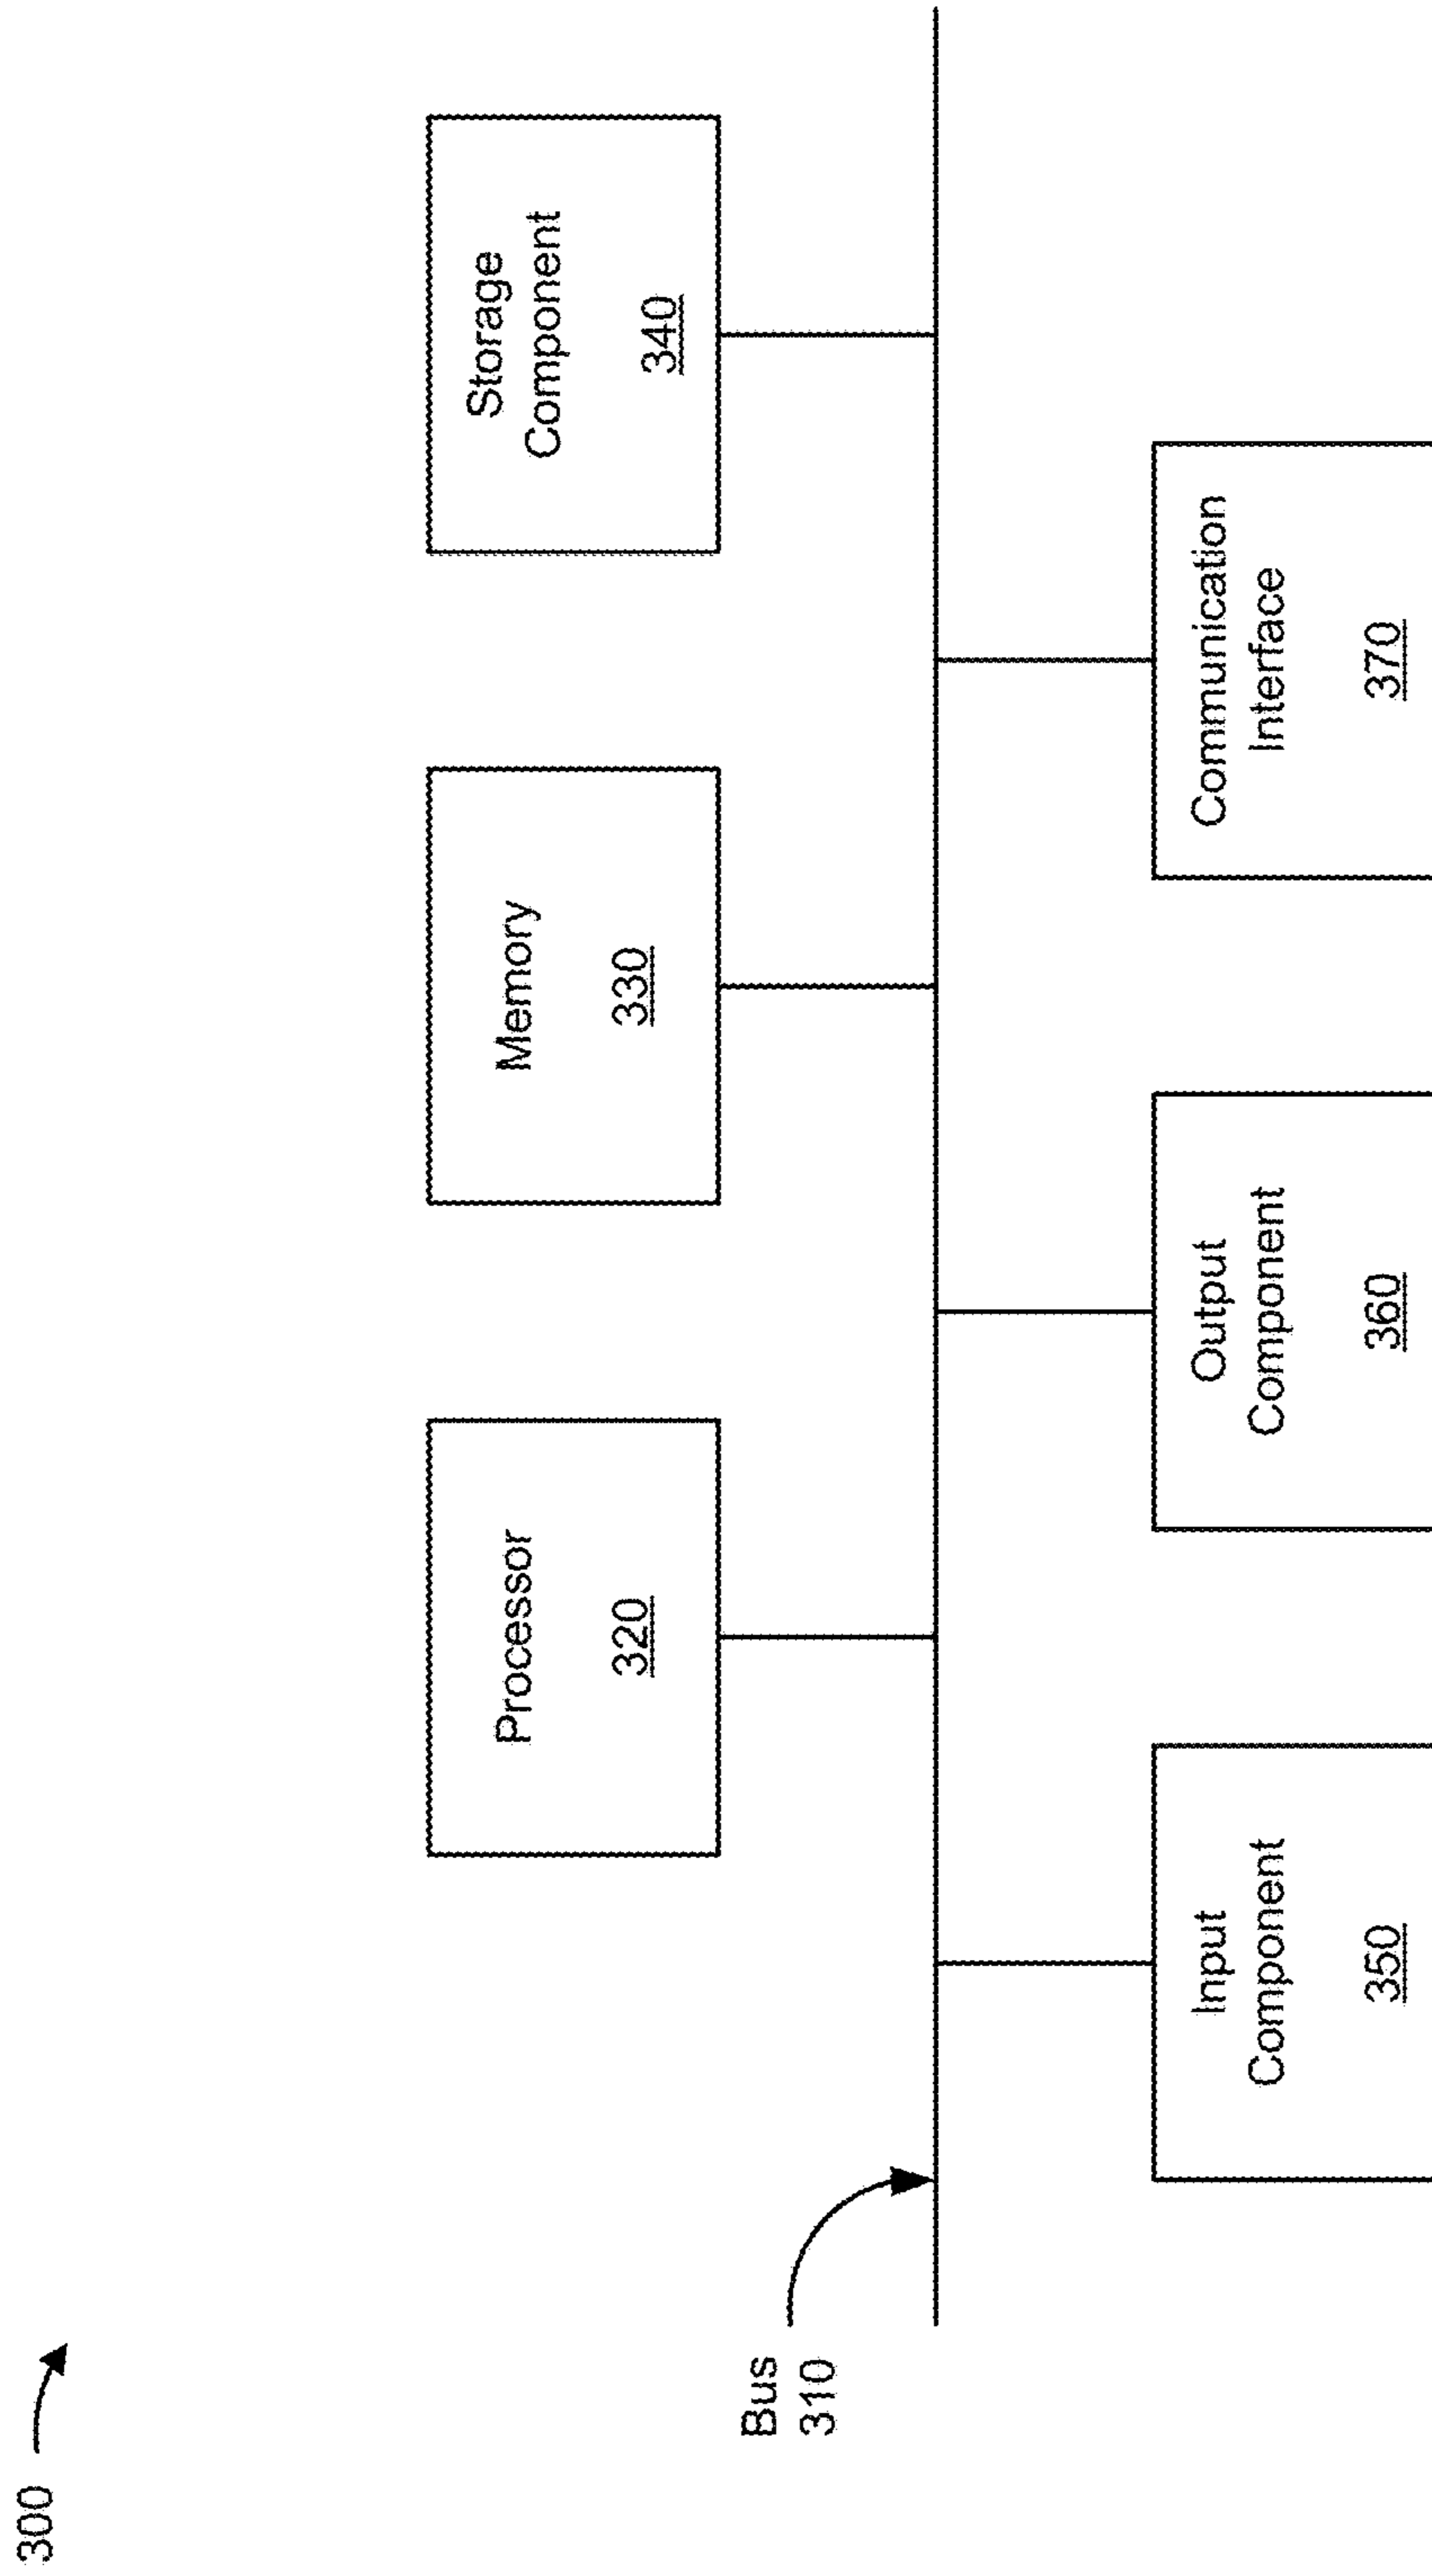 300
Processor
320
Memory
330
Storage
Component
340
Bus
310
Input
Component
350
Output
Component
360
Communication
Interface
370